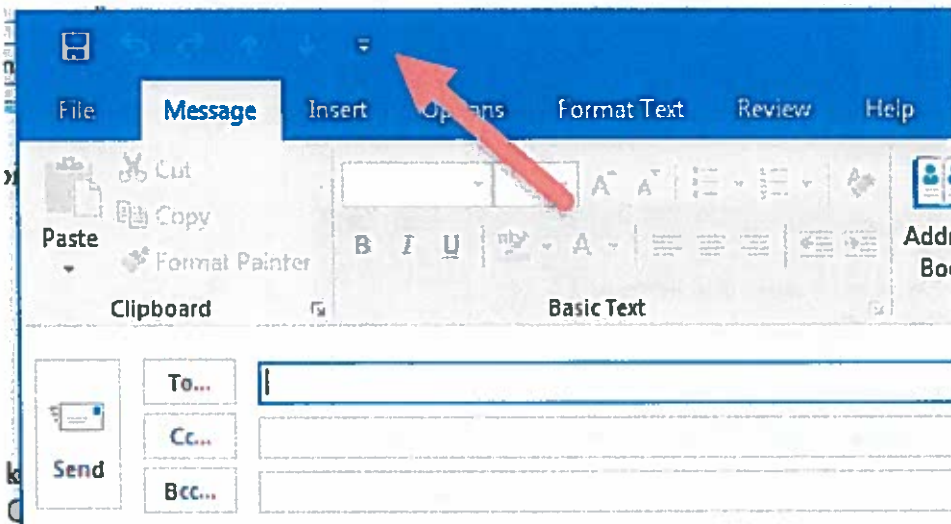 File Message Insert Options Format Text Review Help
Cut
Copy
Paste
Format Painter
B I U A
Clipboard Basic Text
To...
Cc...
Send
Bcc...